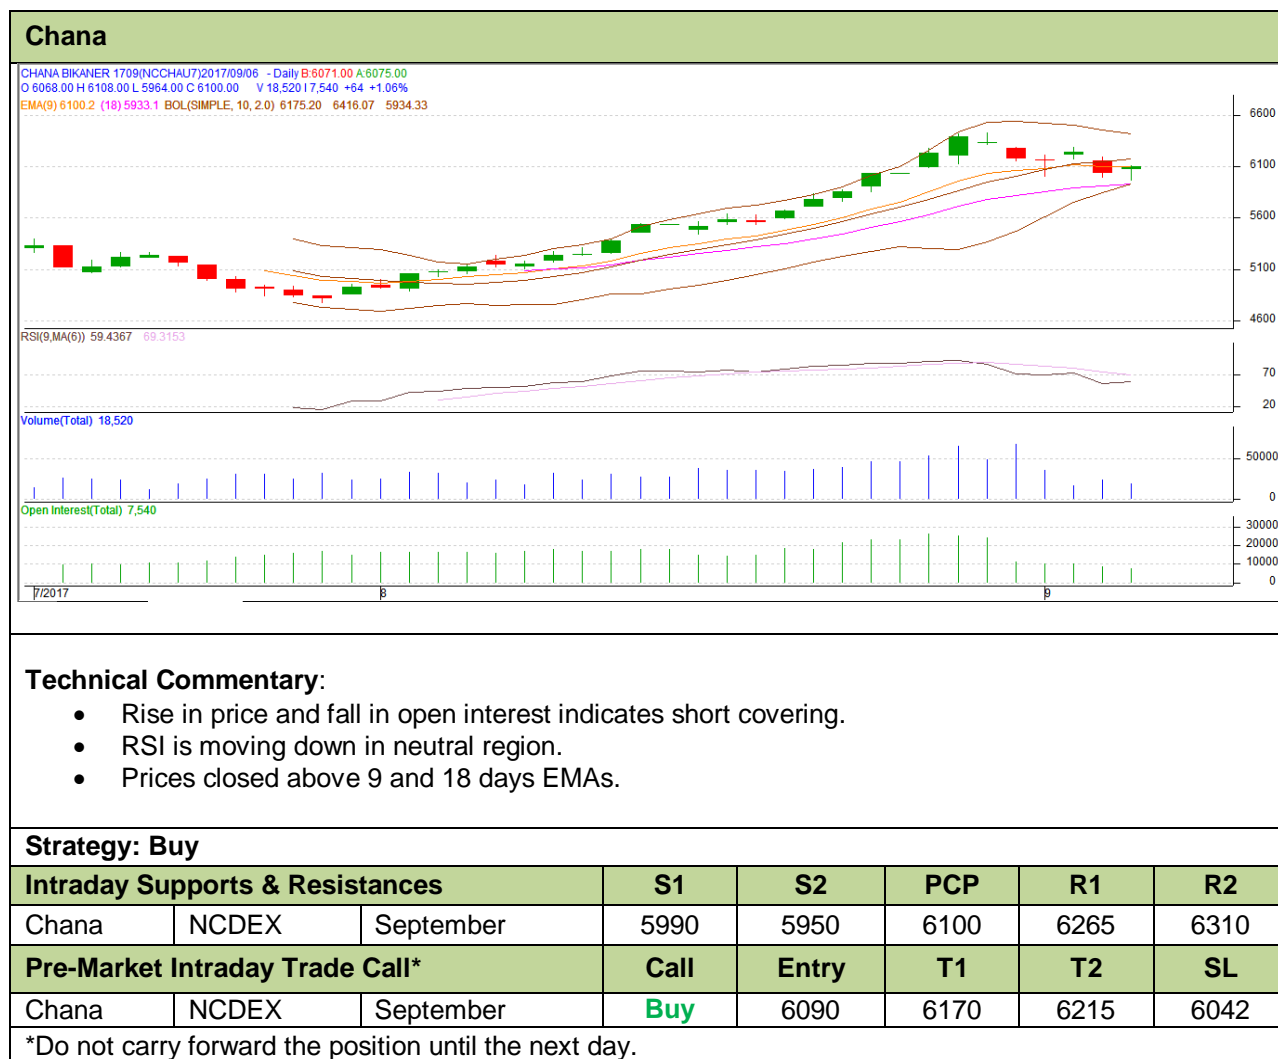 Chana
CHANA BIKANER 1709(NCCHAU7)2017/09/06 - Daily B:6071.00 A:6075.00
O 6068.00 H 6108.00 L 5964.00 C 6100.00 V 18,520 I 7,540 +64 +1.06%
EMA(9) 6100.2 (18) 5933.1 BOL(SIMPLE, 10, 2.0) 6175.20 6416.07 5934.33
6600
6100
5600
5100
4600
RSI(9,MA(6)) 59.4367 69.3153
70
20
Volume(Total) 18,520
50000
0
Open Interest(Total) 7,540
30000
20000
10000
0
7/2017 8 9
Technical Commentary:
• Rise in price and fall in open interest indicates short covering.
• RSI is moving down in neutral region.
• Prices closed above 9 and 18 days EMAs.
Strategy: Buy
Intraday Supports & Resistances S1 S2 PCP R1 R2
Chana NCDEX September 5990 5950 6100 6265 6310
Pre-Market Intraday Trade Call* Call Entry T1 T2 SL
Chana NCDEX September Buy 6090 6170 6215 6042
*Do not carry forward the position until the next day.